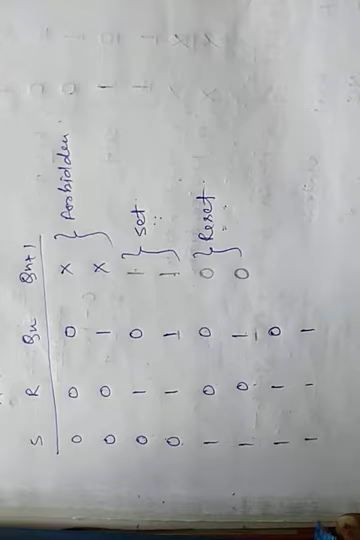 S R Qn Qn+1
0 0 0 X } Forbidden
0 0 1 X
0 1 0 1 } Set
0 1 1 1
1 0 0 0 } Reset
1 0 1 0
1 1 0
1 1 1